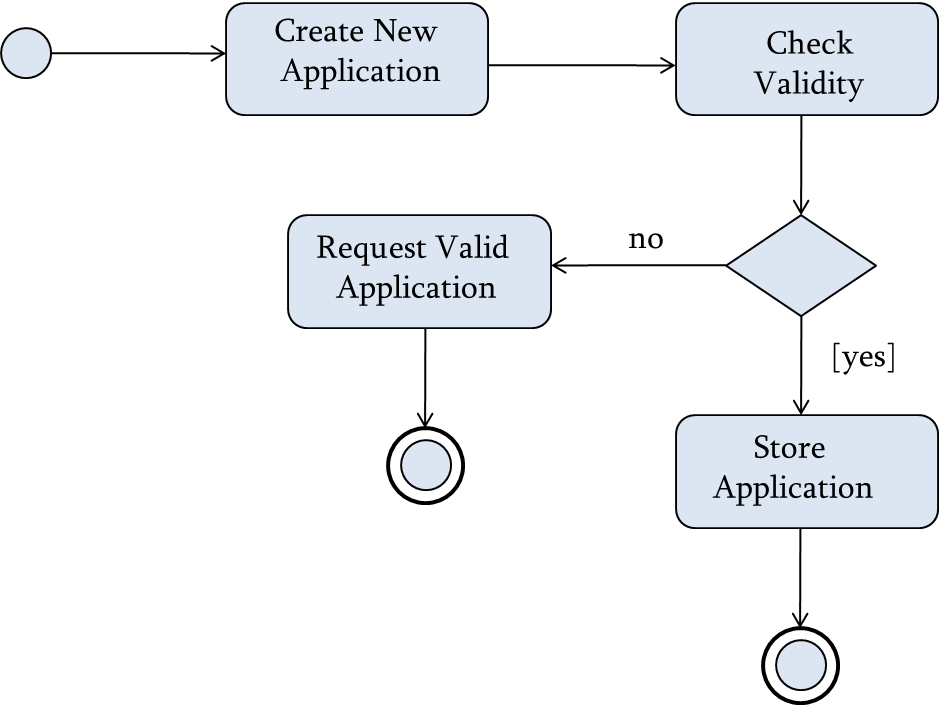 Create New
Application
Check
Validity
Request Valid
Application
no
[yes]
Store
Application